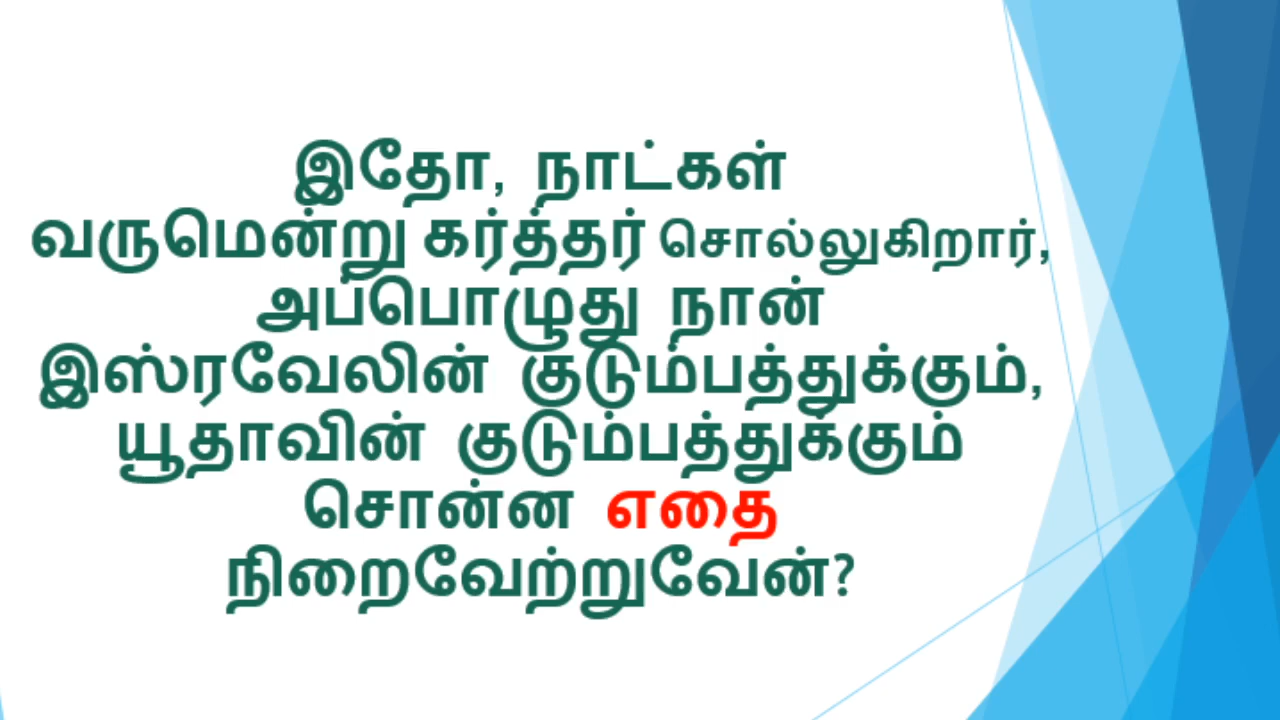 இதோ, நாட்கள்
வருமென்று கர்த்தர் சொல்லுகிறார்,
அப்பொழுது நான்
இஸ்ரவேலின் குடும்பத்துக்கும்,
யூதாவின் குடும்பத்துக்கும்
சொன்ன எதை
நிறைவேற்றுவேன்?